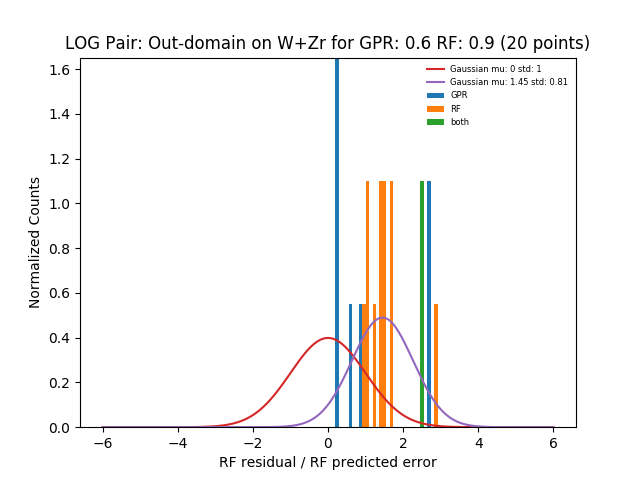 LOG Pair: Out-domain on W+Zr for GPR: 0.6 RF: 0.9 (20 points)
Gaussian mu: 0 std: 1
Gaussian mu: 1.45 std: 0.81
GPR
RF
both
1.6
1.4
1.2
1.0
0.8
0.6
0.4
0.2
0.0
Normalized Counts
−6
−4
−2
0
2
4
6
RF residual / RF predicted error